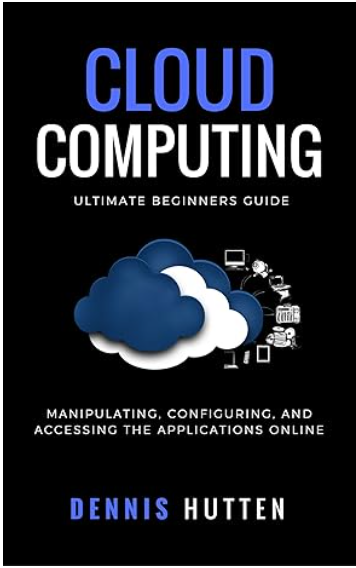 CLOUD
COMPUTING
ULTIMATE BEGINNERS GUIDE
MANIPULATING, CONFIGURING, AND
ACCESSING THE APPLICATIONS ONLINE
DENNIS HUTTEN